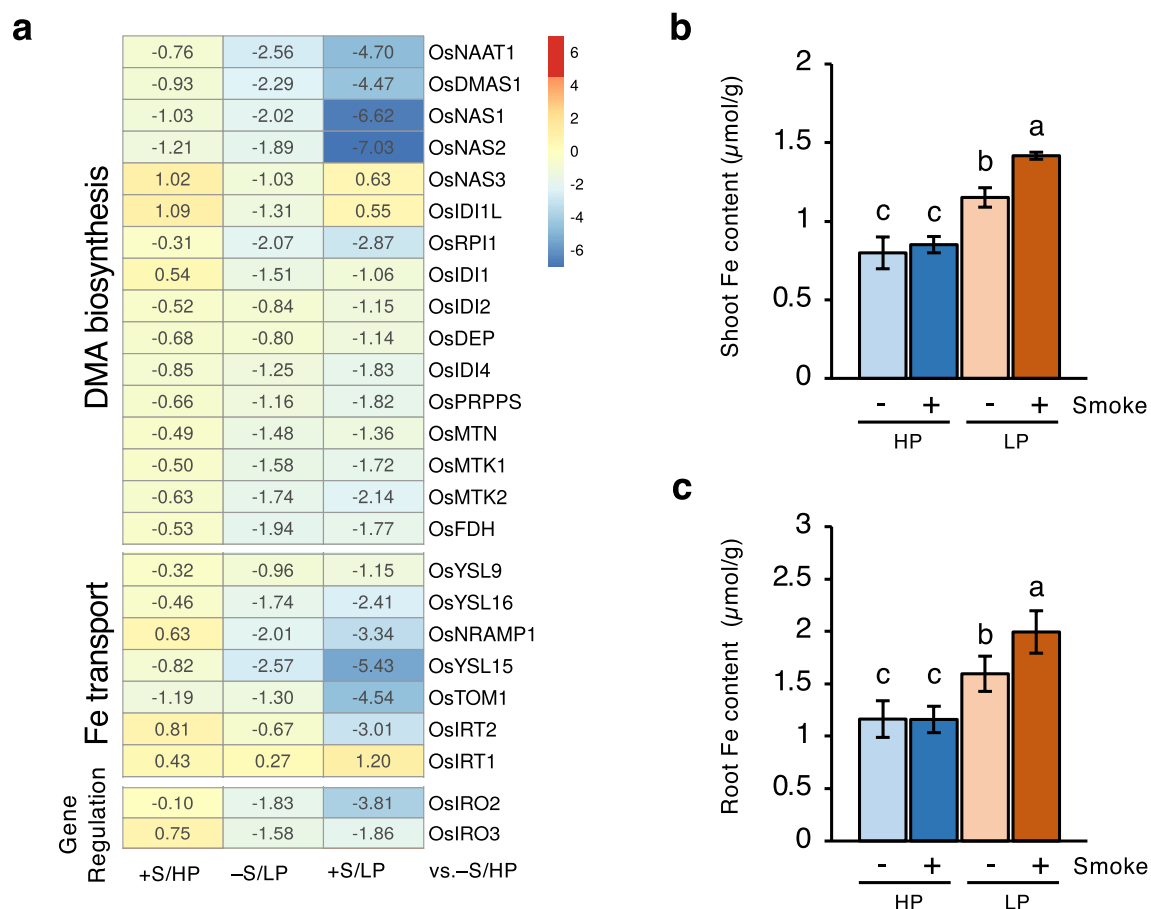 a
DMA biosynthesis
-0.76 -2.56 -4.70 OsNAAT1
-0.93 -2.29 -4.47 OsDMAS1
-1.03 -2.02 -6.62 OsNAS1
-1.21 -1.89 -7.03 OsNAS2
1.02 -1.03 0.63 OsNAS3
1.09 -1.31 0.55 OsIDI1L
-0.31 -2.07 -2.87 OsRPI1
0.54 -1.51 -1.06 OsIDI1
-0.52 -0.84 -1.15 OsIDI2
-0.68 -0.80 -1.14 OsDEP
-0.85 -1.25 -1.83 OsIDI4
-0.66 -1.16 -1.82 OsPRPPS
-0.49 -1.48 -1.36 OsMTN
-0.50 -1.58 -1.72 OsMTK1
-0.63 -1.74 -2.14 OsMTK2
-0.53 -1.94 -1.77 OsFDH
Fe transport
-0.32 -0.96 -1.15 OsYSL9
-0.46 -1.74 -2.41 OsYSL16
0.63 -2.01 -3.34 OsNRAMP1
-0.82 -2.57 -5.43 OsYSL15
-1.19 -1.30 -4.54 OsTOM1
0.81 -0.67 -3.01 OsIRT2
0.43 0.27 1.20 OsIRT1
Gene
Regulation
-0.10 -1.83 -3.81 OsIRO2
0.75 -1.58 -1.86 OsIRO3
+S/HP –S/LP +S/LP vs.–S/HP
6
4
2
0
-2
-4
-6
b
Shoot Fe content (µmol/g)
2
1.5
1
0.5
0
c c b a
- + - + Smoke
HP LP
c
Root Fe content (µmol/g)
3
2.5
2
1.5
1
0.5
0
c c b a
- + - + Smoke
HP LP